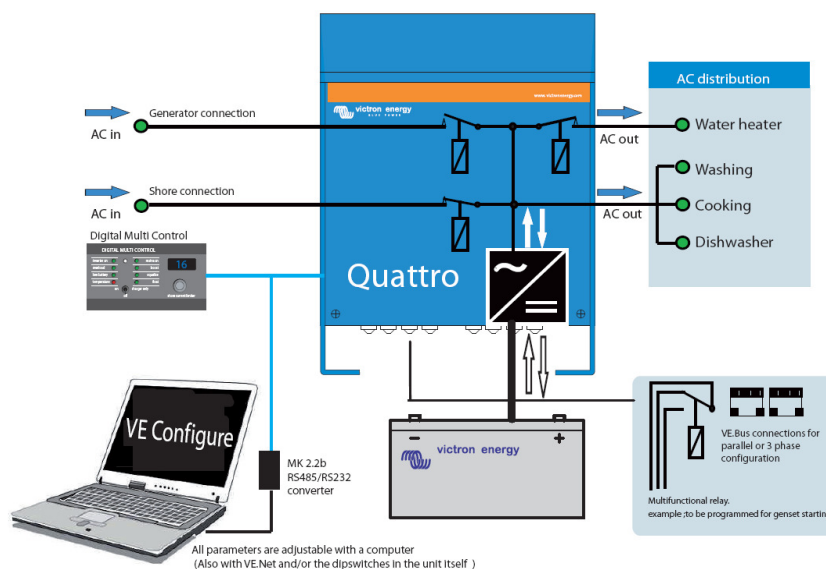 victron energy
BLUE POWER
www.victronenergy.com
Generator connection
AC in
AC out
Shore connection
AC in
AC out
AC distribution
Water heater
Washing
Cooking
Dishwasher
Digital Multi Control
DIGITAL MULTI CONTROL
16
Quattro
VE Configure
MK 2.2b
RS485/RS232
converter
- +
victron energy
VE.Bus connections for
parallel or 3 phase
configuration
Multifunctional relay.
example ;to be programmed for genset startin
All parameters are adjustable with a computer
(Also with VE.Net and/or the dipswitches in the unit itself )